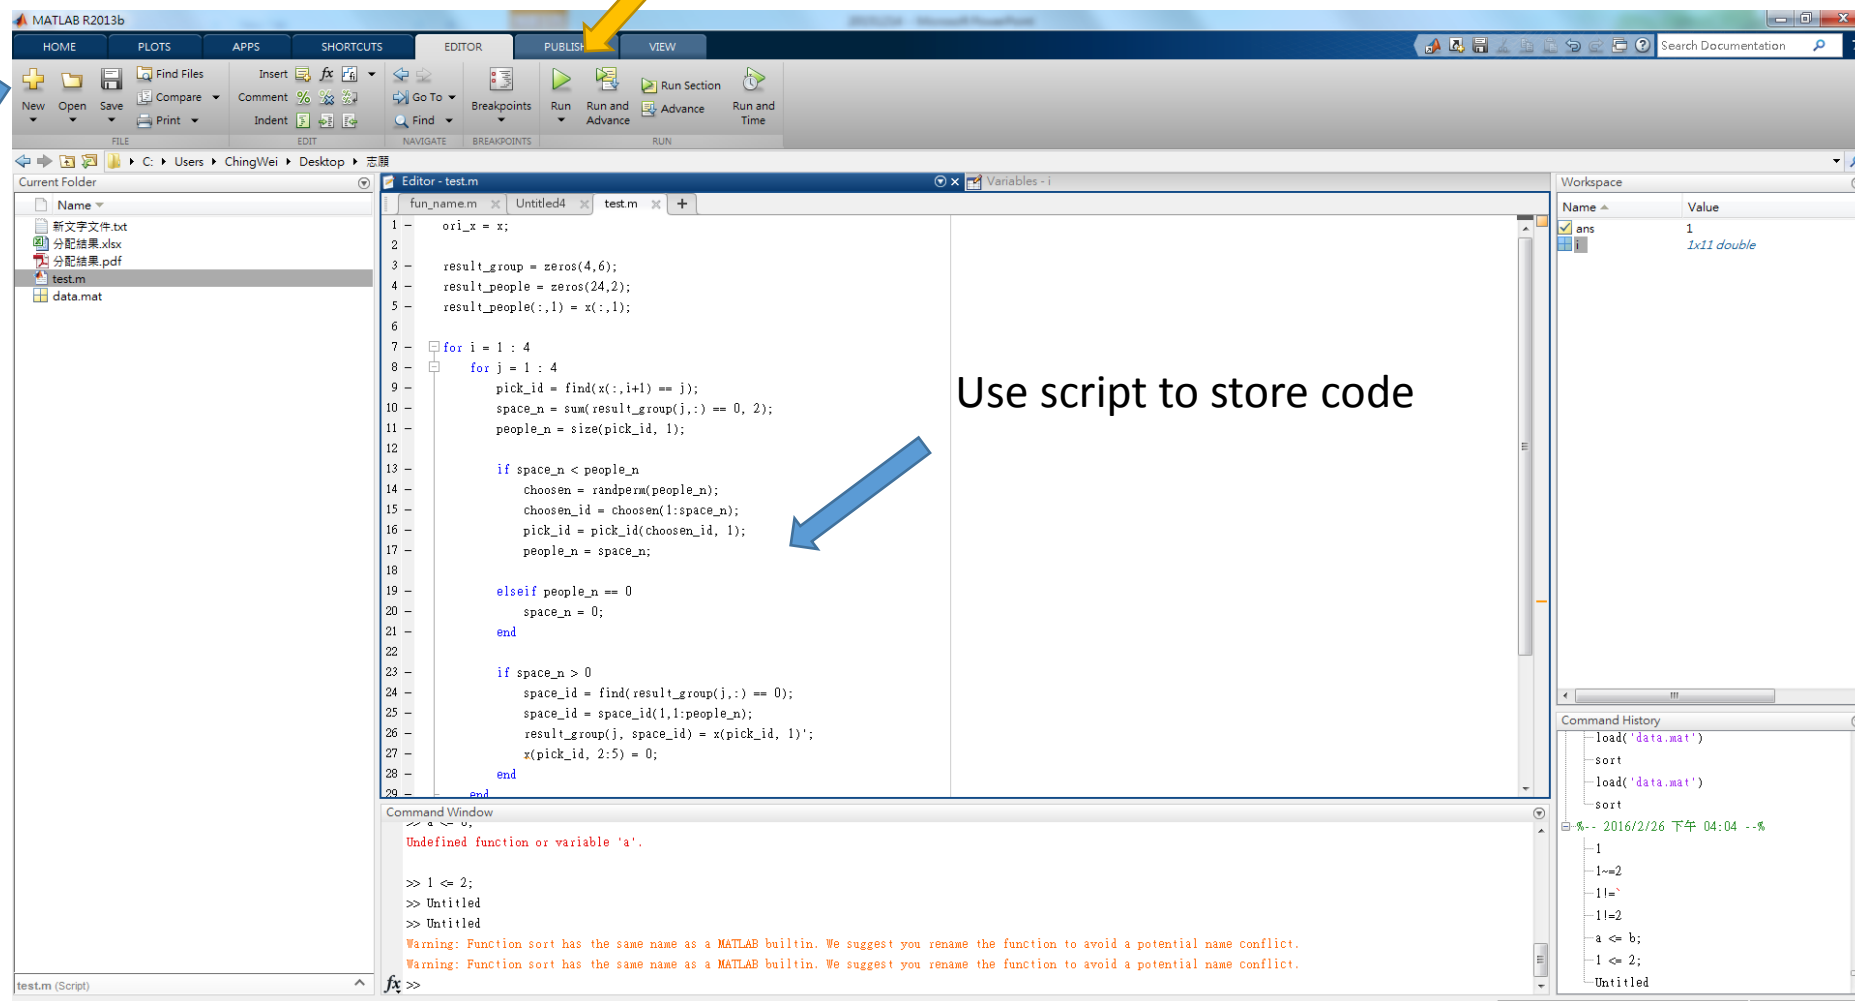 MATLAB R2013b
HOME PLOTS APPS SHORTCUTS EDITOR PUBLISH VIEW
Search Documentation
New Open Save
Find Files
Compare
Print
FILE
Insert fx
Comment
Indent
EDIT
Go To
Find
NAVIGATE
Breakpoints
BREAKPOINTS
Run
Run and Advance
Run Section
Advance
Run and Time
RUN
C: Users ChingWei Desktop 志願
Current Folder
Name
新文字文件.txt
分配結果.xlsx
分配結果.pdf
test.m
data.mat
test.m (Script)
Editor - test.m
Variables - i
fun_name.m Untitled4 test.m +
1 – ori_x = x;
2
3 – result_group = zeros(4,6);
4 – result_people = zeros(24,2);
5 – result_people(:,1) = x(:,1);
6
7 – for i = 1 : 4
8 – for j = 1 : 4
9 – pick_id = find(x(:,i+1) == j);
10 – space_n = sum(result_group(j,:) == 0, 2);
11 – people_n = size(pick_id, 1);
12
13 – if space_n < people_n
14 – choosen = randperm(people_n);
15 – choosen_id = choosen(1:space_n);
16 – pick_id = pick_id(choosen_id, 1);
17 – people_n = space_n;
18
19 – elseif people_n == 0
20 – space_n = 0;
21 – end
22
23 – if space_n > 0
24 – space_id = find(result_group(j,:) == 0);
25 – space_id = space_id(1,1:people_n);
26 – result_group(j, space_id) = x(pick_id, 1)';
27 – x(pick_id, 2:5) = 0;
28 – end
29 – end
Use script to store code
Command Window
Undefined function or variable 'a'.
>> 1 <= 2;
>> Untitled
>> Untitled
Warning: Function sort has the same name as a MATLAB builtin. We suggest you rename the function to avoid a potential name conflict.
Warning: Function sort has the same name as a MATLAB builtin. We suggest you rename the function to avoid a potential name conflict.
fx >>
Workspace
Name Value
ans 1
i 1x11 double
Command History
load('data.mat')
sort
load('data.mat')
sort
%-- 2016/2/26 下午 04:04 --%
1
1~=2
1!=`
1!=2
a <= b;
1 <= 2;
Untitled